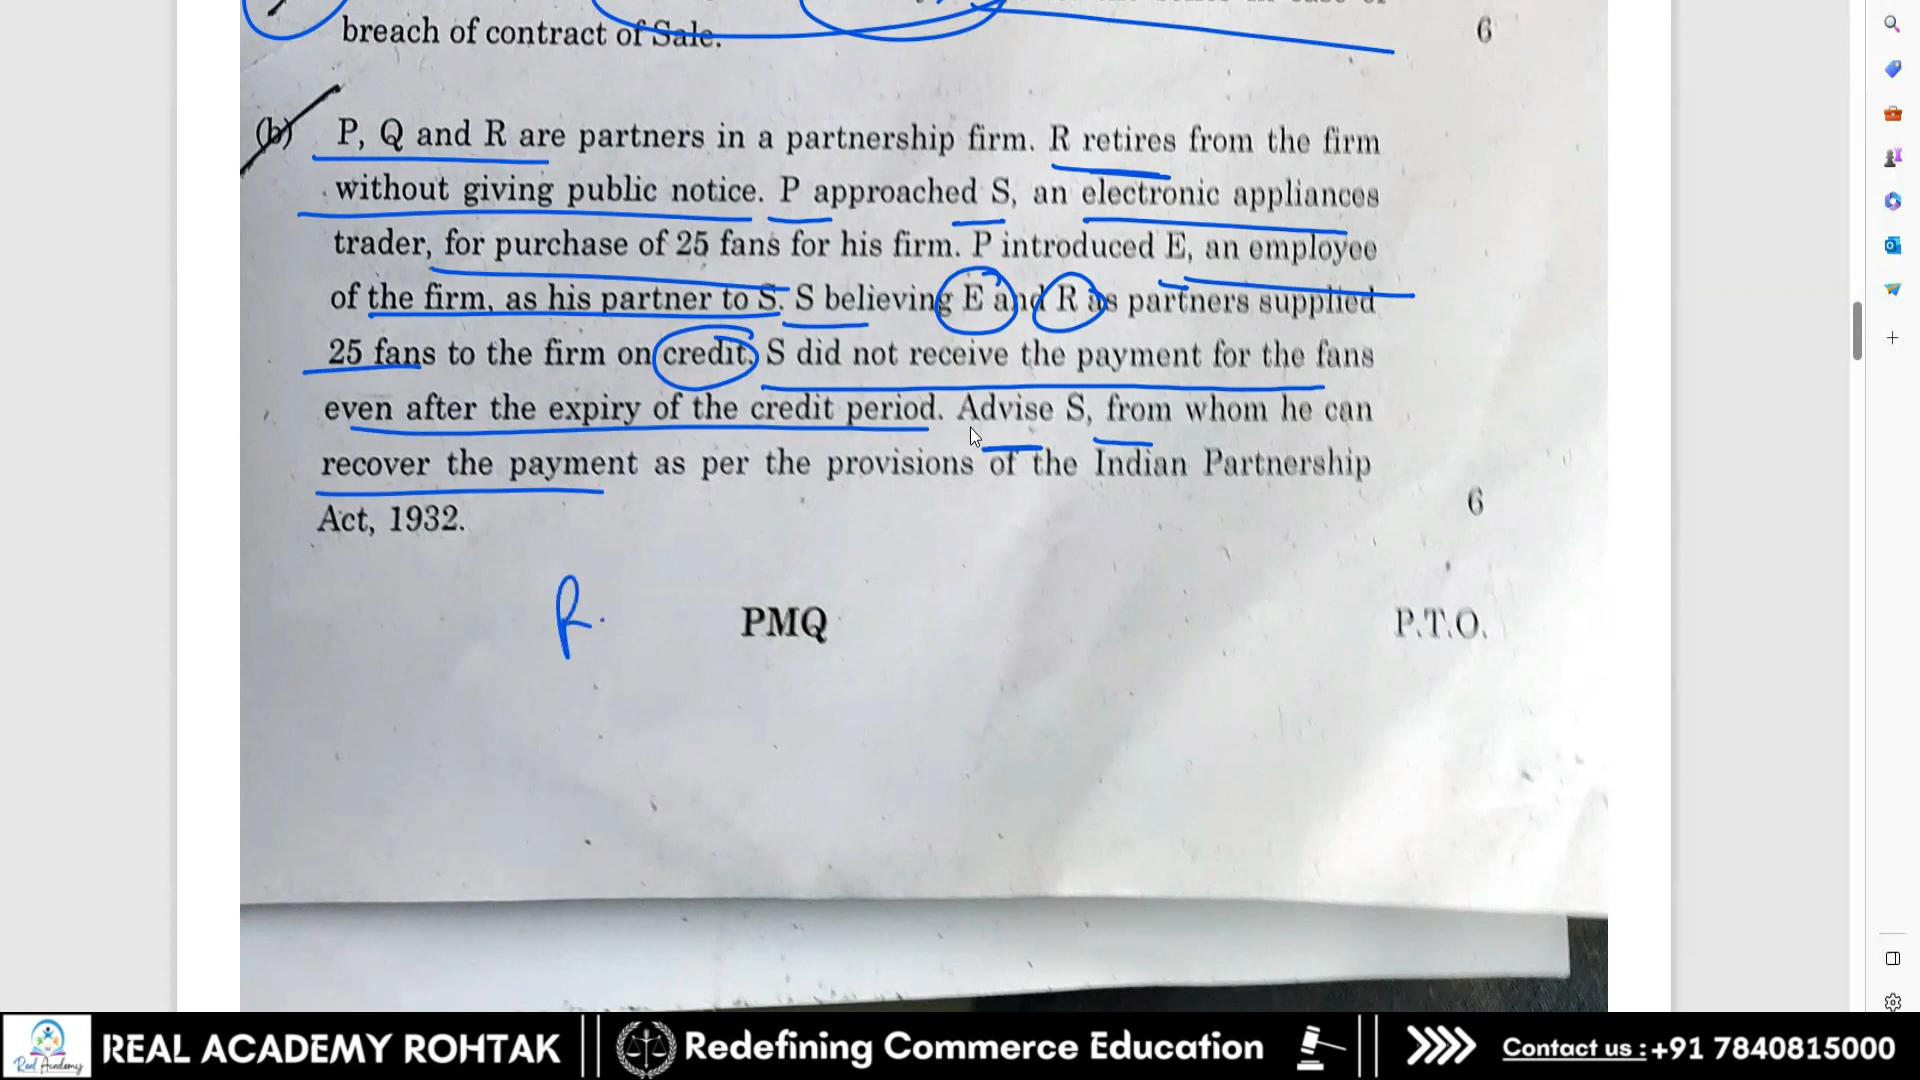 breach of contract of Sale.
6
(b) P, Q and R are partners in a partnership firm. R retires from the firm
without giving public notice. P approached S, an electronic appliances
trader, for purchase of 25 fans for his firm. P introduced E, an employee
of the firm, as his partner to S. S believing E and R as partners supplied
25 fans to the firm on credit. S did not receive the payment for the fans
even after the expiry of the credit period. Advise S, from whom he can
recover the payment as per the provisions of the Indian Partnership
Act, 1932.
6
R.
PMQ
P.T.O.
Real Academy
REAL ACADEMY ROHTAK
Redefining Commerce Education
Contact us : +91 7840815000